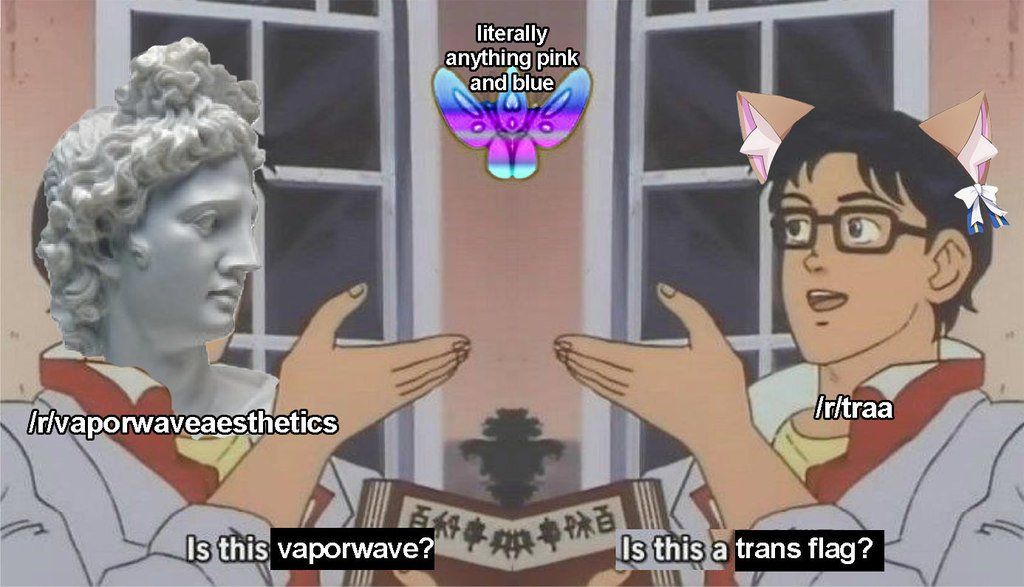 literally
anything pink
and blue
/r/vaporwaveaesthetics
/r/traa
Is this vaporwave?
Is this a trans flag?